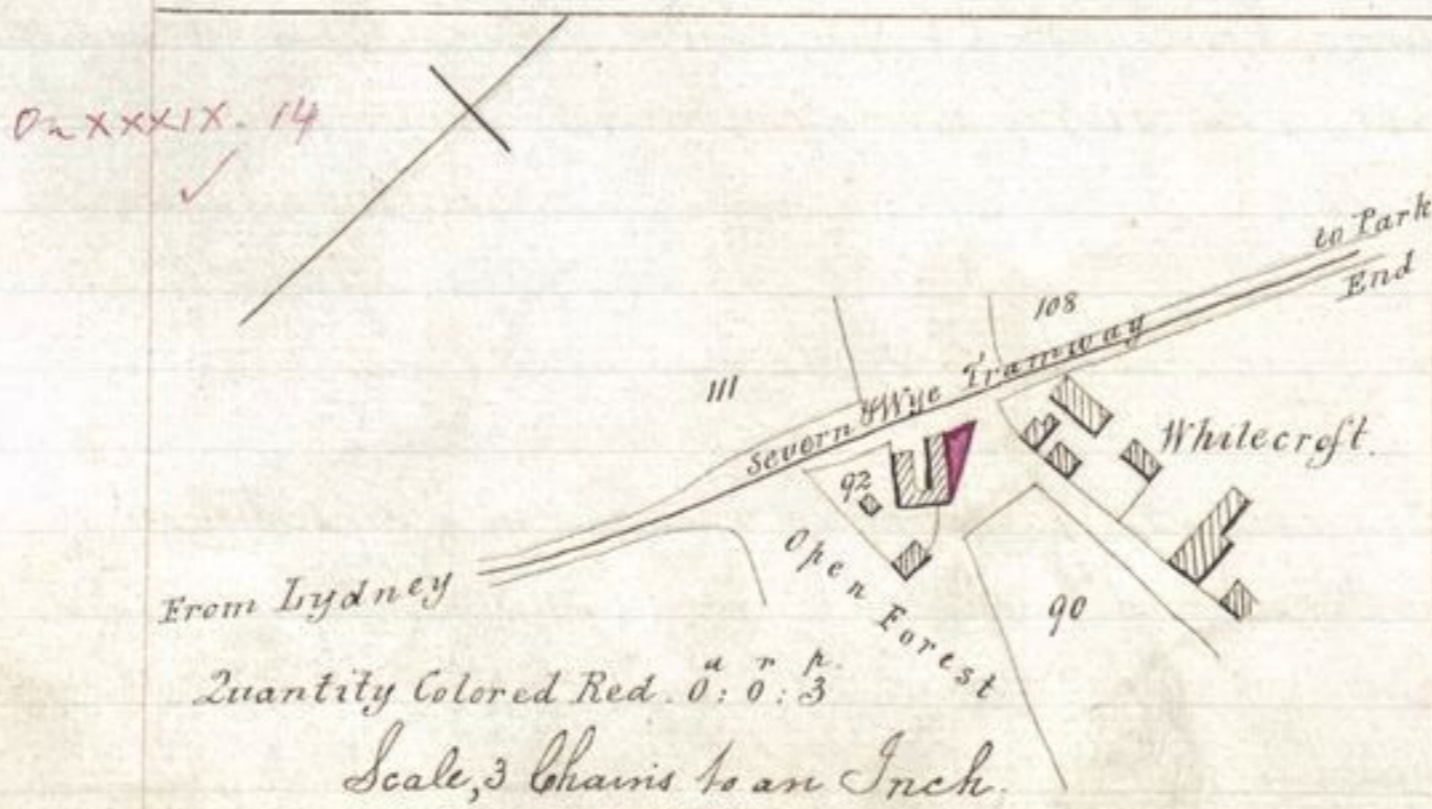 On XXXIX. 14
✓
to Park
End
108
111
Severn & Wye Tramway
Whitecroft.
92
Open Forest
90
From Lydney
a r p.
Quantity Colored Red. 0: 0: 3
Scale, 3 Chains to an Inch.